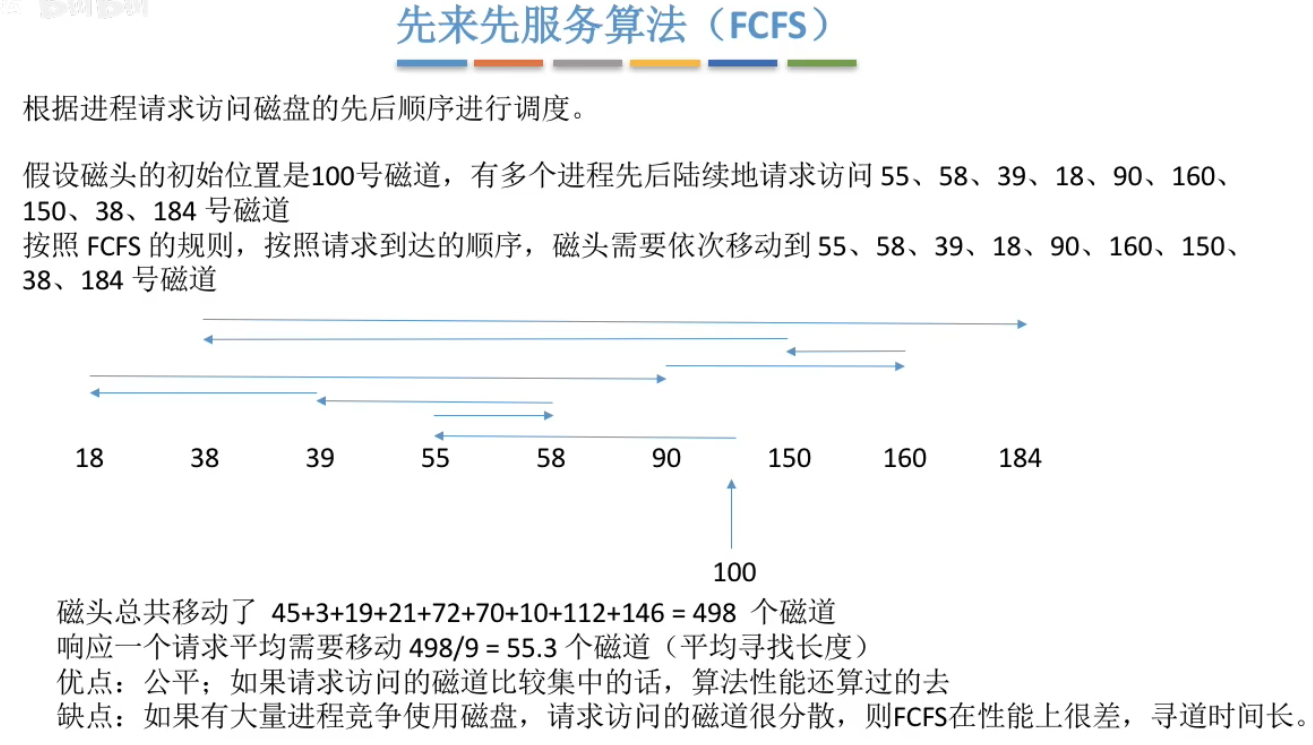 先来先服务算法（FCFS）
根据进程请求访问磁盘的先后顺序进行调度。
假设磁头的初始位置是100号磁道，有多个进程先后陆续地请求访问 55、58、39、18、90、160、
150、38、184 号磁道
按照 FCFS 的规则，按照请求到达的顺序，磁头需要依次移动到 55、58、39、18、90、160、150、
38、184 号磁道
18 38 39 55 58 90 150 160 184
100
磁头总共移动了 45+3+19+21+72+70+10+112+146 = 498 个磁道
响应一个请求平均需要移动 498/9 = 55.3 个磁道（平均寻找长度）
优点：公平；如果请求访问的磁道比较集中的话，算法性能还算过的去
缺点：如果有大量进程竞争使用磁盘，请求访问的磁道很分散，则FCFS在性能上很差，寻道时间长。